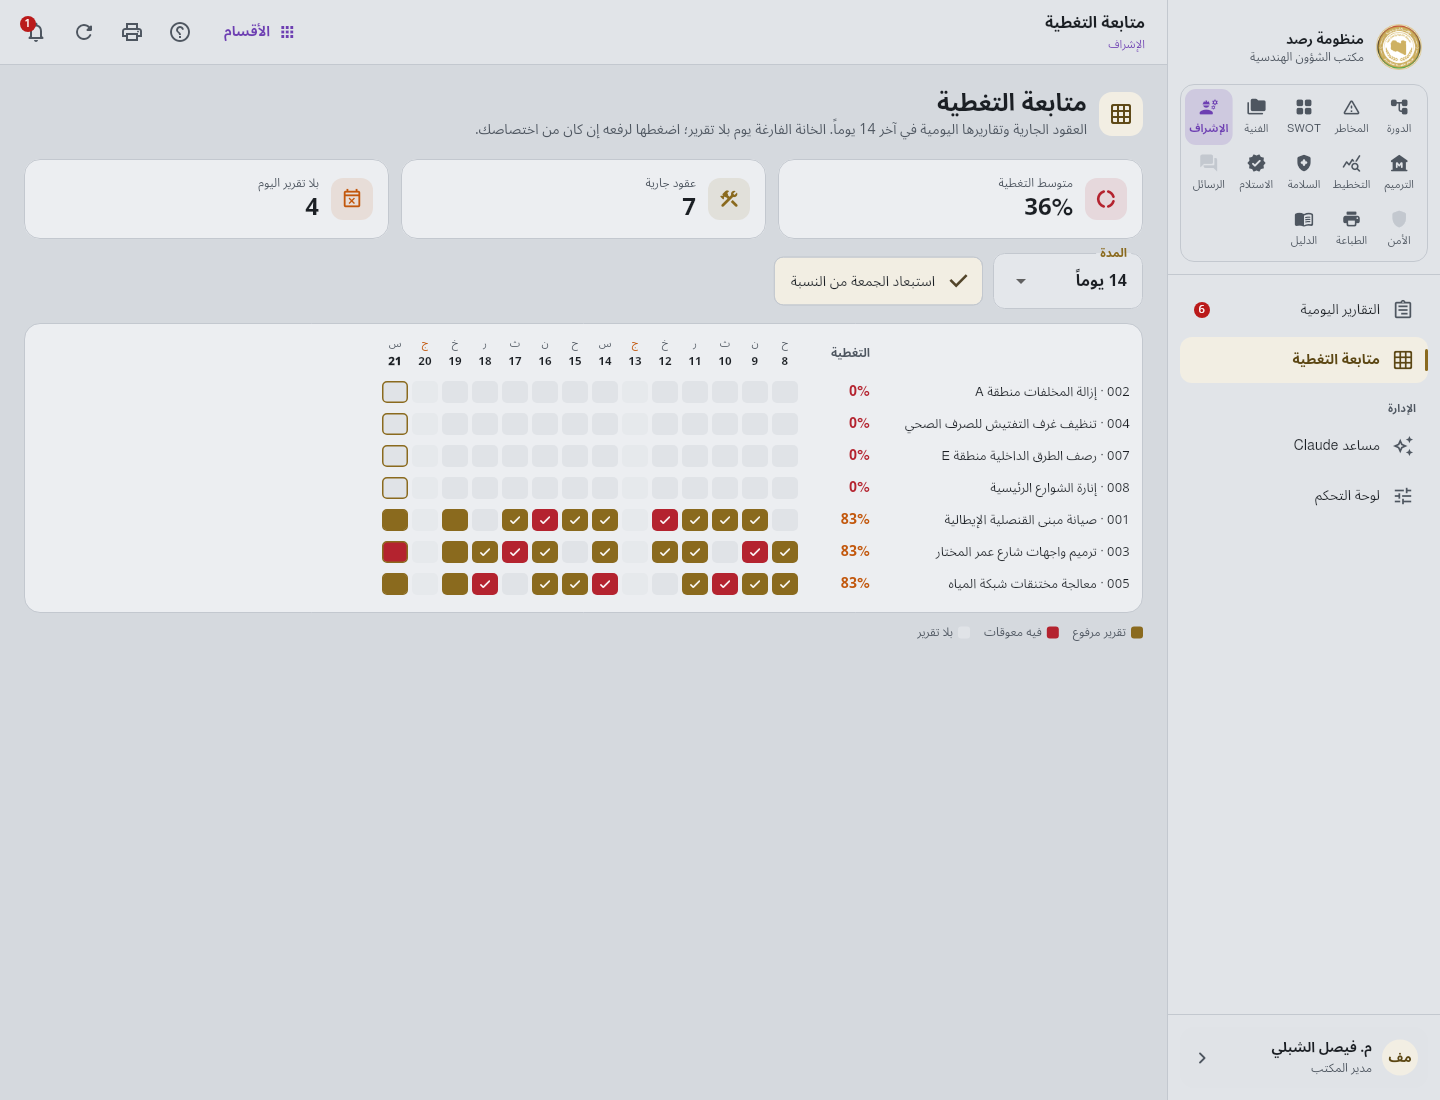 منظومة رصد
مكتب الشؤون الهندسية
الدورة
المخاطر
SWOT
الفنية
الإشراف
الترميم
التخطيط
السلامة
الاستلام
الرسائل
الأمن
الطباعة
الدليل
التقارير اليومية
6
متابعة التغطية
الإدارة
مساعد Claude
لوحة التحكم
مف
م. فيصل الشبلي
مدير المكتب
متابعة التغطية
الإشراف
الأقسام
1
متابعة التغطية
العقود الجارية وتقاريرها اليومية في آخر 14 يوماً. الخانة الفارغة يوم بلا تقرير؛ اضغطها لرفعه إن كان من اختصاصك.
متوسط التغطية
36%
عقود جارية
7
بلا تقرير اليوم
4
المدة
14 يوماً
استبعاد الجمعة من النسبة
التغطية
ح ن ث ر خ ج س ح ن ث ر خ ج س
8 9 10 11 12 13 14 15 16 17 18 19 20 21
002 · إزالة المخلفات منطقة A 0%
004 · تنظيف غرف التفتيش للصرف الصحي 0%
007 · رصف الطرق الداخلية منطقة E 0%
008 · إنارة الشوارع الرئيسية 0%
001 · صيانة مبنى القنصلية الإيطالية 83%
003 · ترميم واجهات شارع عمر المختار 83%
005 · معالجة مختنقات شبكة المياه 83%
تقرير مرفوع
فيه معوقات
بلا تقرير